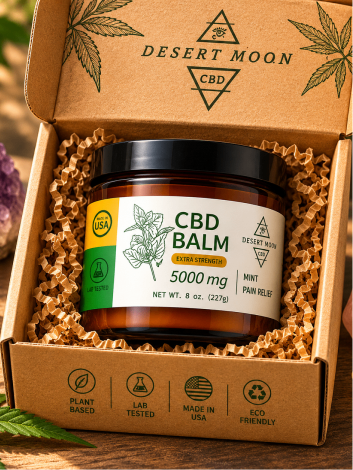 DESERT MOON
CBD
MADE IN
USA
LAB TESTED
CBD
BALM
EXTRA STRENGTH
5000 mg
NET WT. 8 oz. (227g)
DESERT MOON
CBD
MINT
PAIN RELIEF
PLANT
BASED
LAB
TESTED
MADE IN
USA
ECO
FRIENDLY